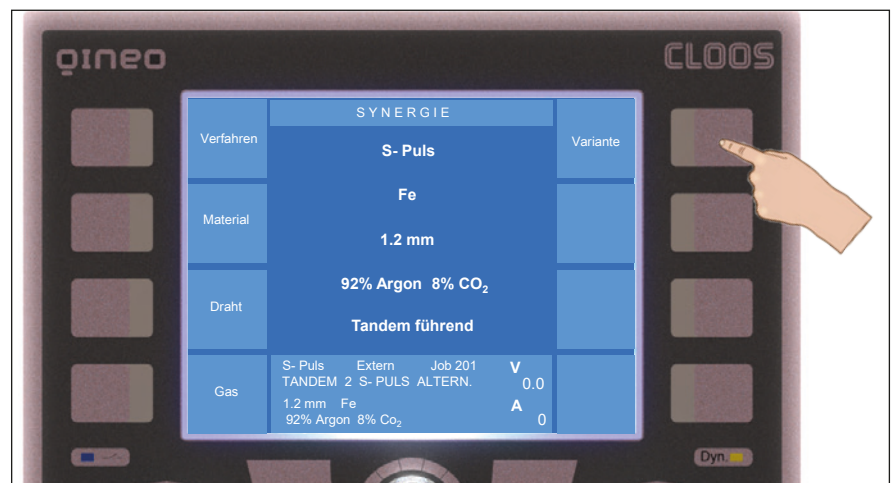 QINEO
CLOOS
SYNERGIE
Verfahren
S- Puls
Variante
Fe
Material
1.2 mm
92% Argon 8% CO₂
Draht
Tandem führend
Gas
S- Puls Extern Job 201 V
TANDEM 2 S- PULS ALTERN. 0.0
1.2 mm Fe A
92% Argon 8% Co₂ 0
Dyn.